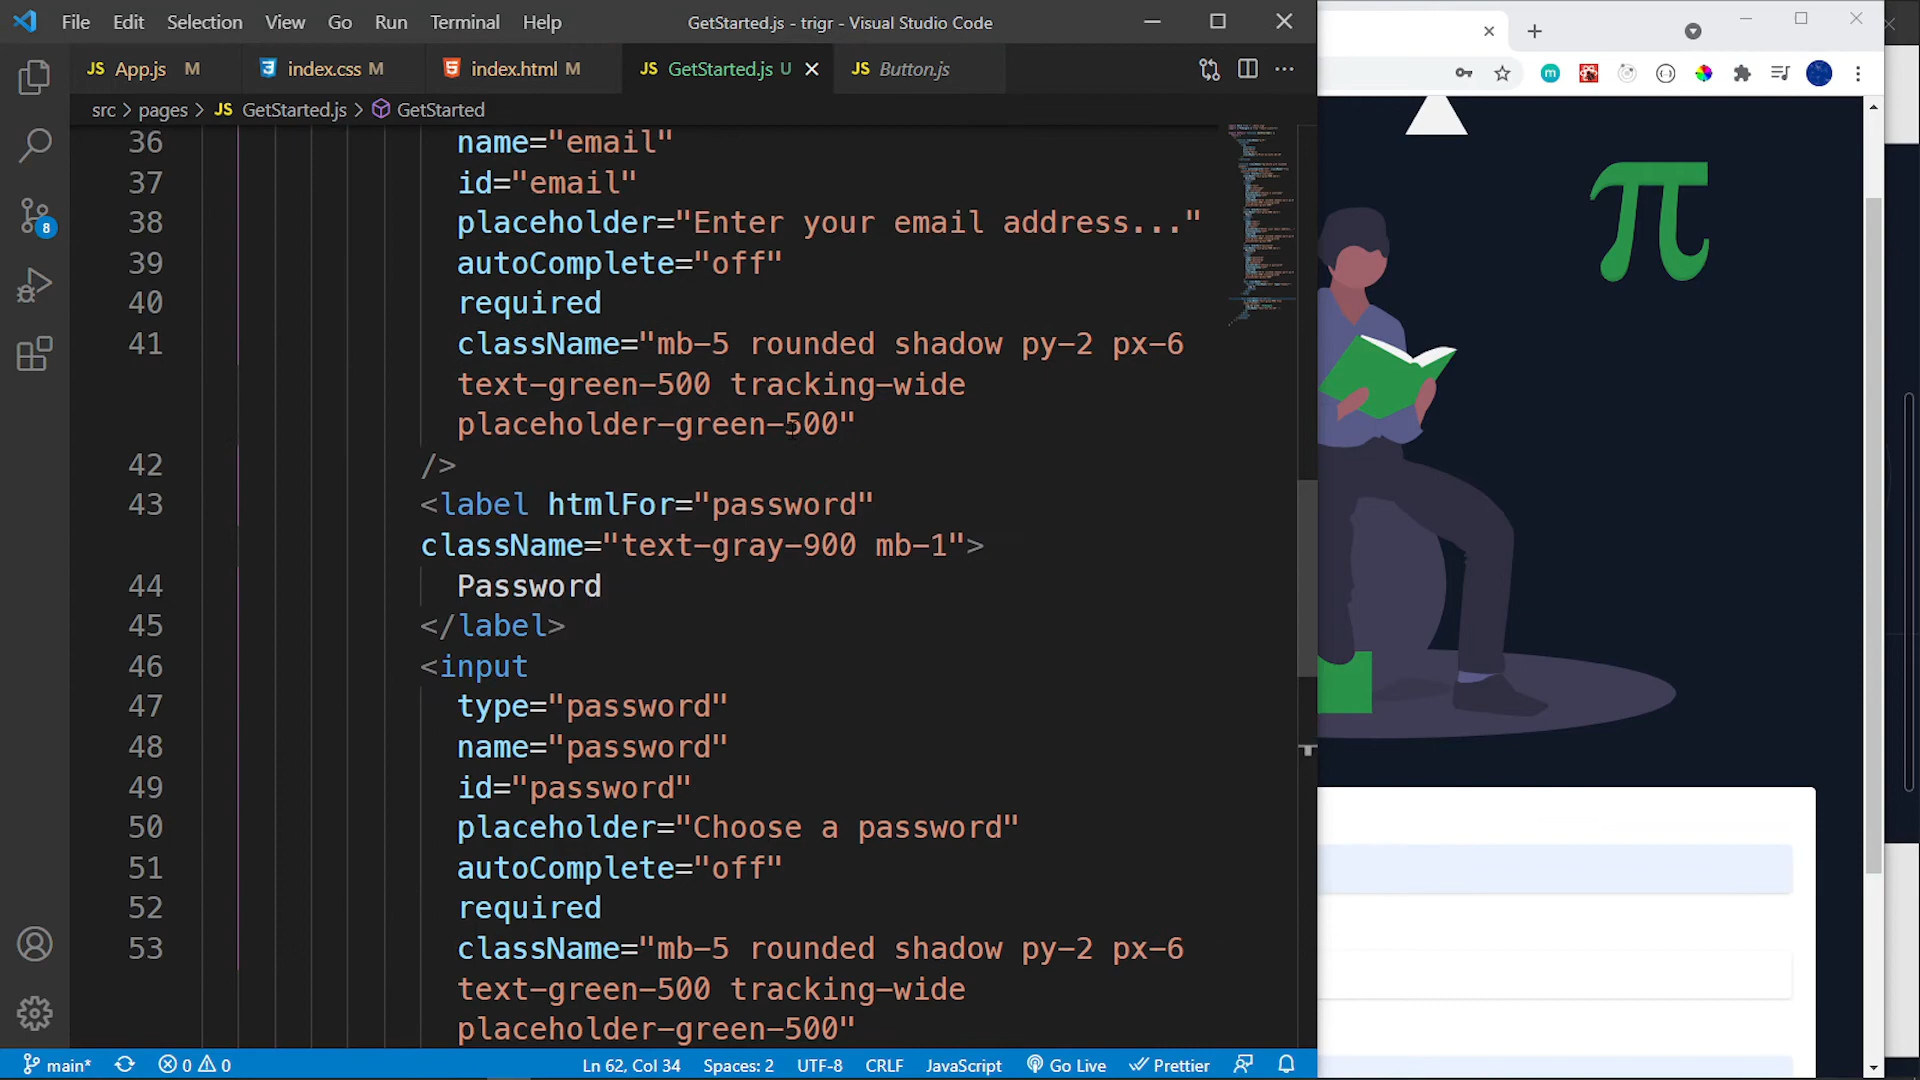 File Edit Selection View Go Run Terminal Help
GetStarted.js - trigr - Visual Studio Code
JS App.js M
index.css M
index.html M
JS GetStarted.js U
JS Button.js
src > pages > JS GetStarted.js > GetStarted
36 name="email"
37 id="email"
38 placeholder="Enter your email address..."
39 autoComplete="off"
40 required
41 className="mb-5 rounded shadow py-2 px-6
text-green-500 tracking-wide
placeholder-green-500"
42 />
43 <label htmlFor="password"
className="text-gray-900 mb-1">
44 Password
45 </label>
46 <input
47 type="password"
48 name="password"
49 id="password"
50 placeholder="Choose a password"
51 autoComplete="off"
52 required
53 className="mb-5 rounded shadow py-2 px-6
text-green-500 tracking-wide
placeholder-green-500"
8
π
main* 0 0 Ln 62, Col 34 Spaces: 2 UTF-8 CRLF JavaScript Go Live Prettier